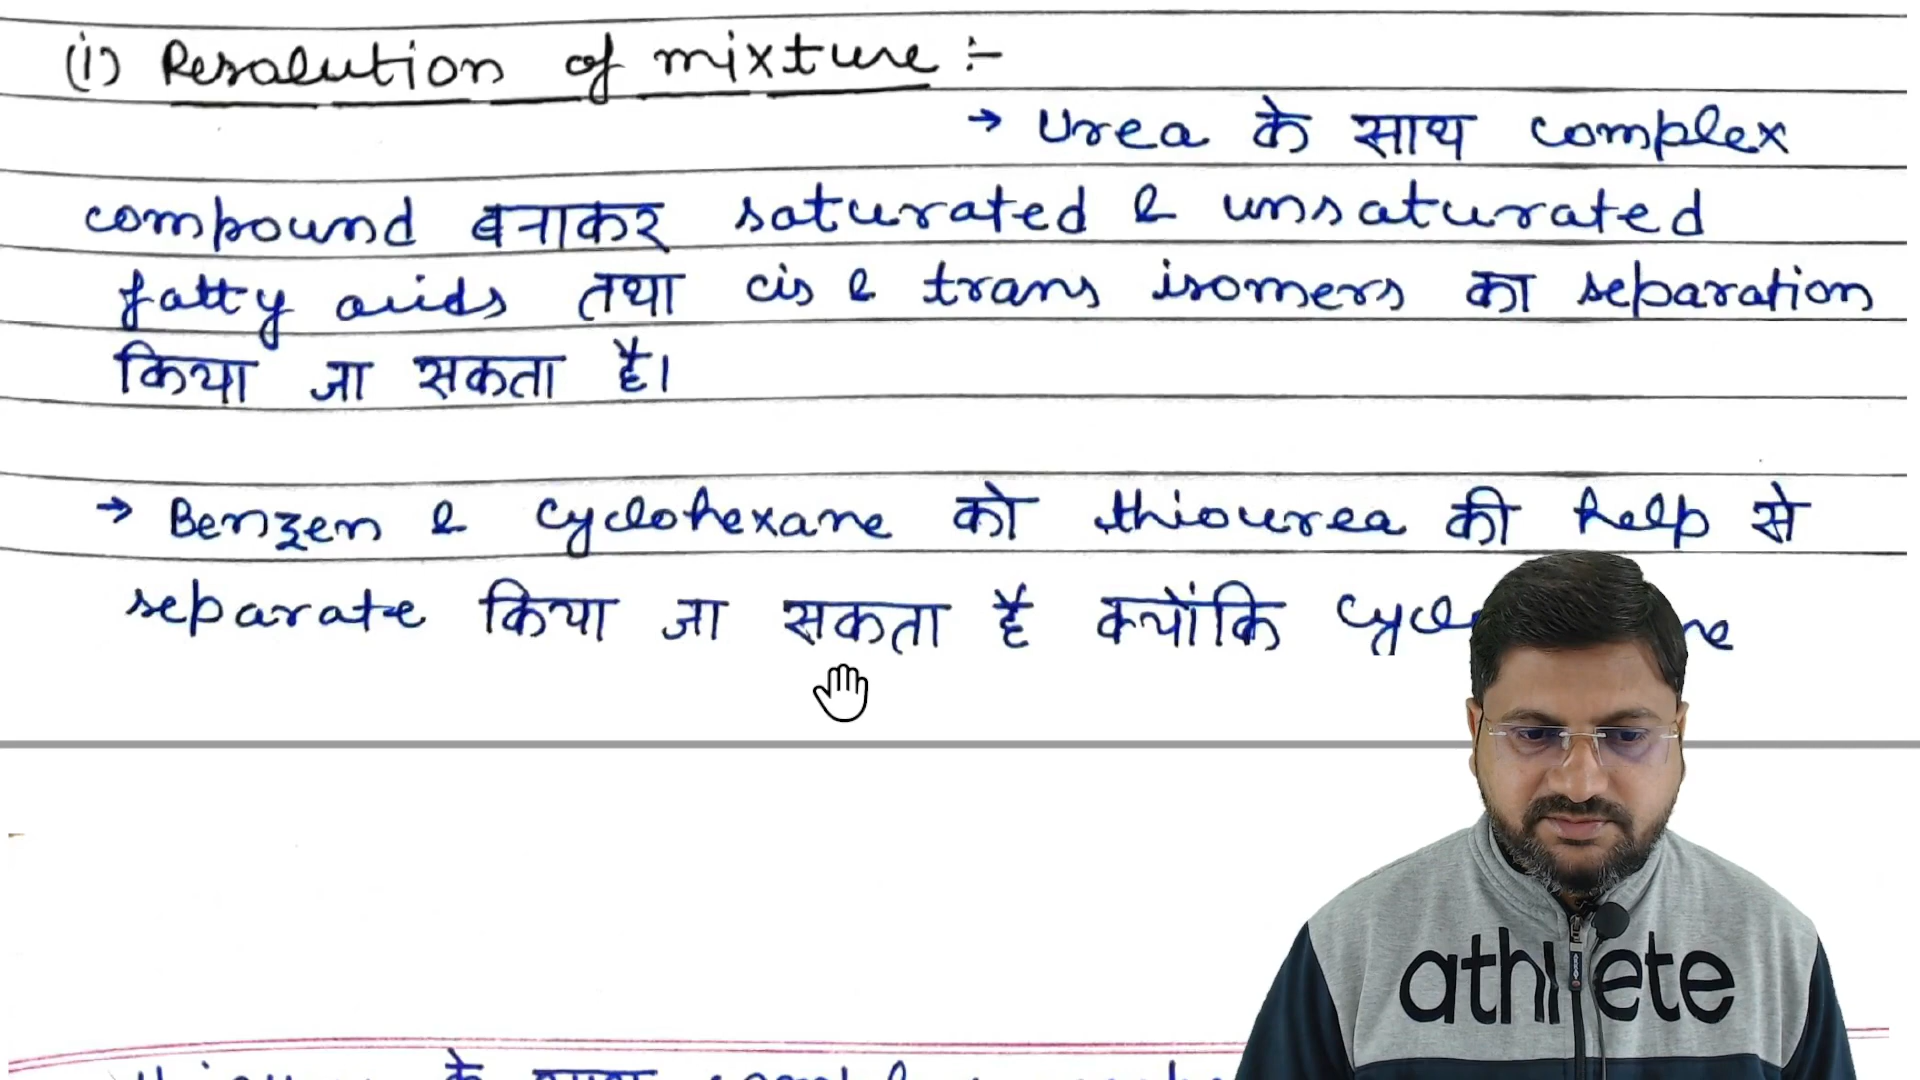 (i) Resolution of mixture :-
→ Urea के साथ complex
compound बनाकर saturated & unsaturated
fatty acids तथा cis & trans isomers का separation
किया जा सकता है।
→ Benzen & cyclohexane को thiourea की help से
separate किया जा सकता है क्योंकि
athlete